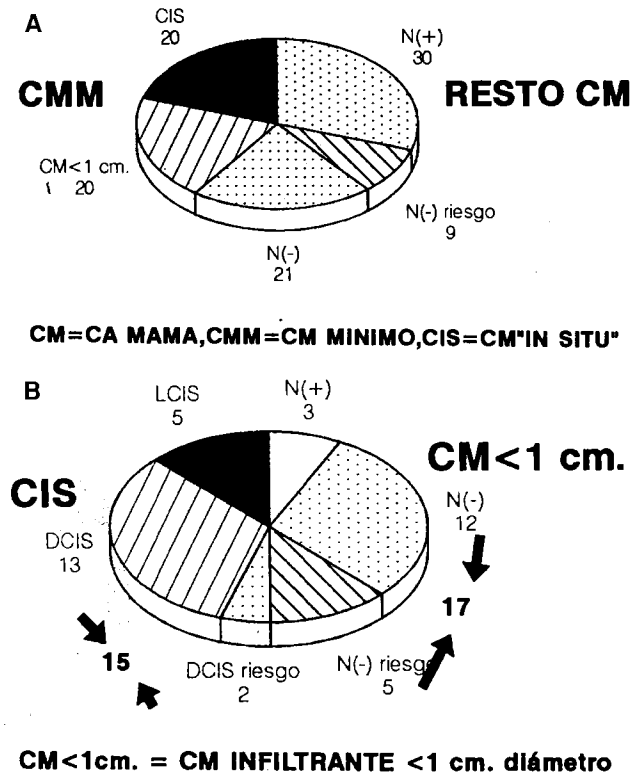 A
CIS
20
N(+)
30
CMM
RESTO CM
CM<1 cm.
20
N(-) riesgo
9
N(-)
21
CM=CA MAMA,CMM=CM MINIMO,CIS=CM"IN SITU"
B
LCIS
5
N(+)
3
CM<1 cm.
CIS
N(-)
12
DCIS
13
17
15
DCIS riesgo
2
N(-) riesgo
5
CM<1cm. = CM INFILTRANTE <1 cm. diámetro